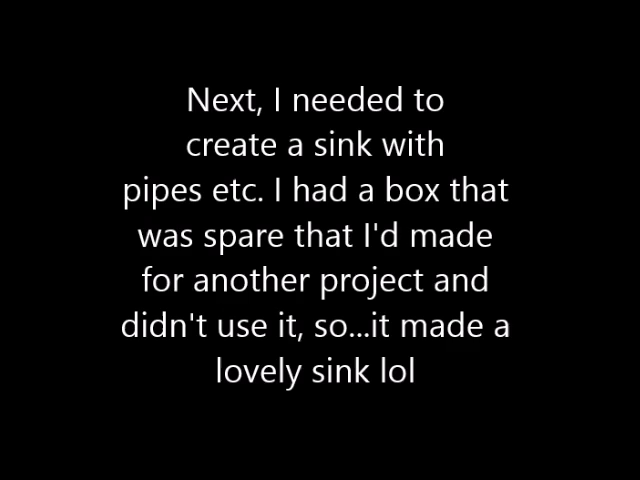 Next, I needed to
create a sink with
pipes etc. I had a box that
was spare that I'd made
for another project and
didn't use it, so...it made a
lovely sink lol